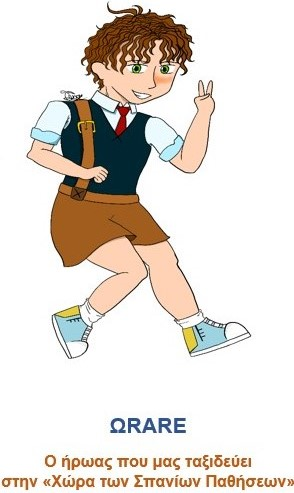 ΩRARE
Ο ήρωας που μας ταξιδεύει
στην «Χώρα των Σπανίων Παθήσεων»